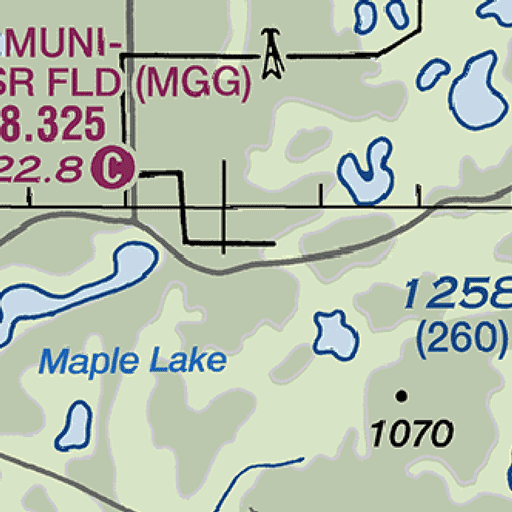 MUNI-
SR FLD (MGG)
8.325
22.8 C
1258
(260)
Maple Lake
1070